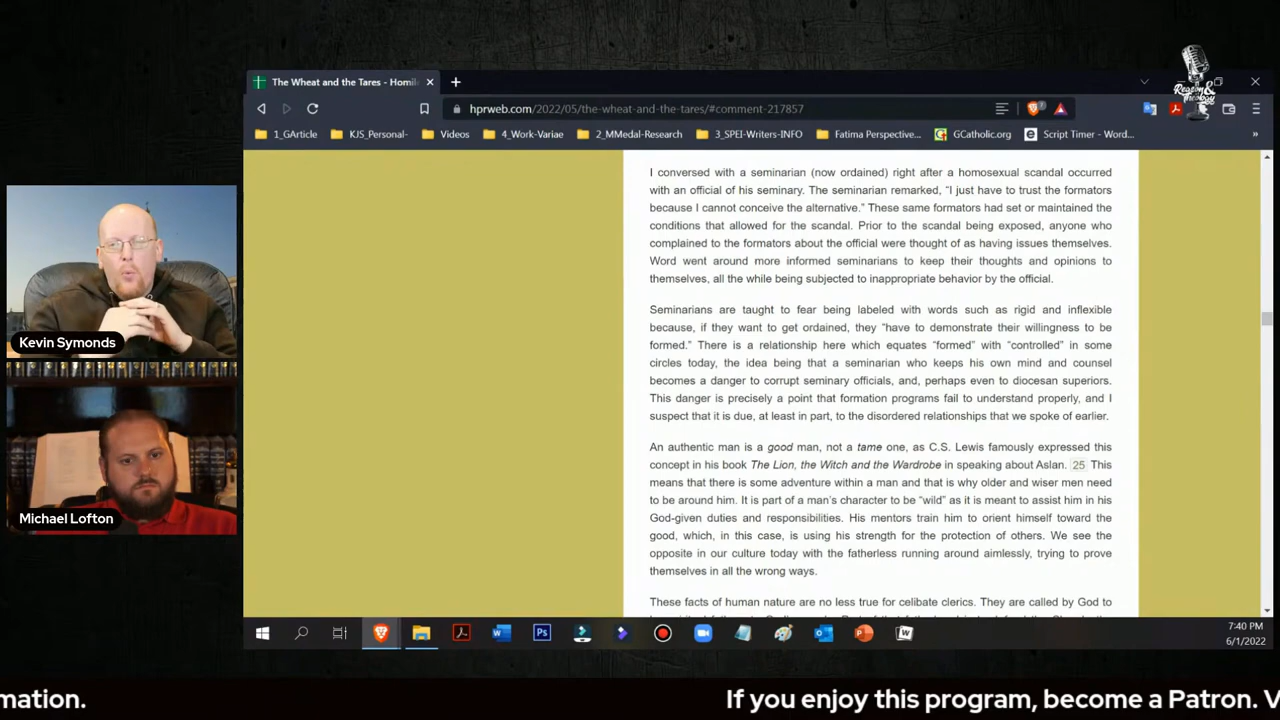 The Wheat and the Tares - Homil
hprweb.com/2022/05/the-wheat-and-the-tares/#comment-217857
Reason &
Theology
1_GArticle
KJS_Personal-
Videos
4_Work-Variae
2_MMedal-Research
3_SPEI-Writers-INFO
Fatima Perspective...
GCatholic.org
Script Timer - Word...
I conversed with a seminarian (now ordained) right after a homosexual scandal occurred
with an official of his seminary. The seminarian remarked, “I just have to trust the formators
because I cannot conceive the alternative.” These same formators had set or maintained the
conditions that allowed for the scandal. Prior to the scandal being exposed, anyone who
complained to the formators about the official were thought of as having issues themselves.
Word went around more informed seminarians to keep their thoughts and opinions to
themselves, all the while being subjected to inappropriate behavior by the official.
Seminarians are taught to fear being labeled with words such as rigid and inflexible
because, if they want to get ordained, they “have to demonstrate their willingness to be
formed.” There is a relationship here which equates “formed” with “controlled” in some
circles today, the idea being that a seminarian who keeps his own mind and counsel
becomes a danger to corrupt seminary officials, and, perhaps even to diocesan superiors.
This danger is precisely a point that formation programs fail to understand properly, and I
suspect that it is due, at least in part, to the disordered relationships that we spoke of earlier.
An authentic man is a good man, not a tame one, as C.S. Lewis famously expressed this
concept in his book The Lion, the Witch and the Wardrobe in speaking about Aslan. 25 This
means that there is some adventure within a man and that is why older and wiser men need
to be around him. It is part of a man’s character to be “wild” as it is meant to assist him in his
God-given duties and responsibilities. His mentors train him to orient himself toward the
good, which, in this case, is using his strength for the protection of others. We see the
opposite in our culture today with the fatherless running around aimlessly, trying to prove
themselves in all the wrong ways.
These facts of human nature are no less true for celibate clerics. They are called by God to
Kevin Symonds
Michael Lofton
7:40 PM
6/1/2022
mation.
If you enjoy this program, become a Patron. V